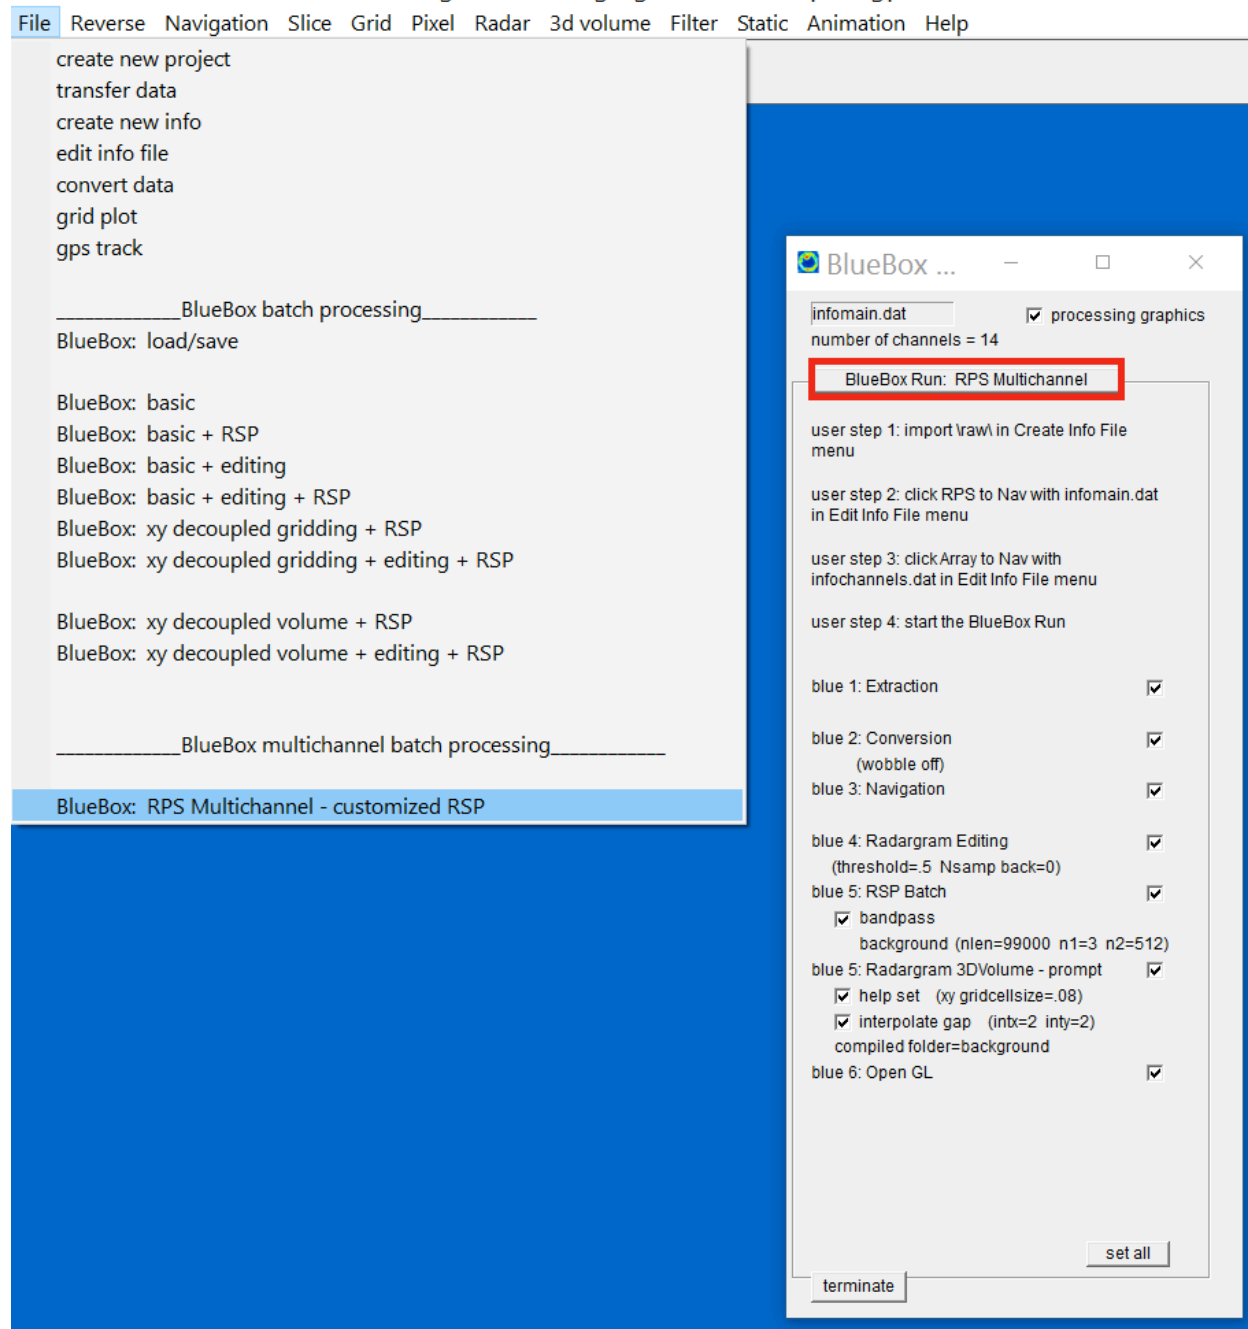 File Reverse Navigation Slice Grid Pixel Radar 3d volume Filter Static Animation Help
create new project
transfer data
create new info
edit info file
convert data
grid plot
gps track
_____________BlueBox batch processing____________
BlueBox: load/save
BlueBox: basic
BlueBox: basic + RSP
BlueBox: basic + editing
BlueBox: basic + editing + RSP
BlueBox: xy decoupled gridding + RSP
BlueBox: xy decoupled gridding + editing + RSP
BlueBox: xy decoupled volume + RSP
BlueBox: xy decoupled volume + editing + RSP
_____________BlueBox multichannel batch processing____________
BlueBox: RPS Multichannel - customized RSP
BlueBox ...
infomain.dat
processing graphics
number of channels = 14
BlueBox Run: RPS Multichannel
user step 1: import \raw\ in Create Info File
menu
user step 2: click RPS to Nav with infomain.dat
in Edit Info File menu
user step 3: click Array to Nav with
infochannels.dat in Edit Info File menu
user step 4: start the BlueBox Run
blue 1: Extraction
blue 2: Conversion
(wobble off)
blue 3: Navigation
blue 4: Radargram Editing
(threshold=.5 Nsamp back=0)
blue 5: RSP Batch
bandpass
background (nlen=99000 n1=3 n2=512)
blue 5: Radargram 3DVolume - prompt
help set (xy gridcellsize=.08)
interpolate gap (intx=2 inty=2)
compiled folder=background
blue 6: Open GL
set all
terminate